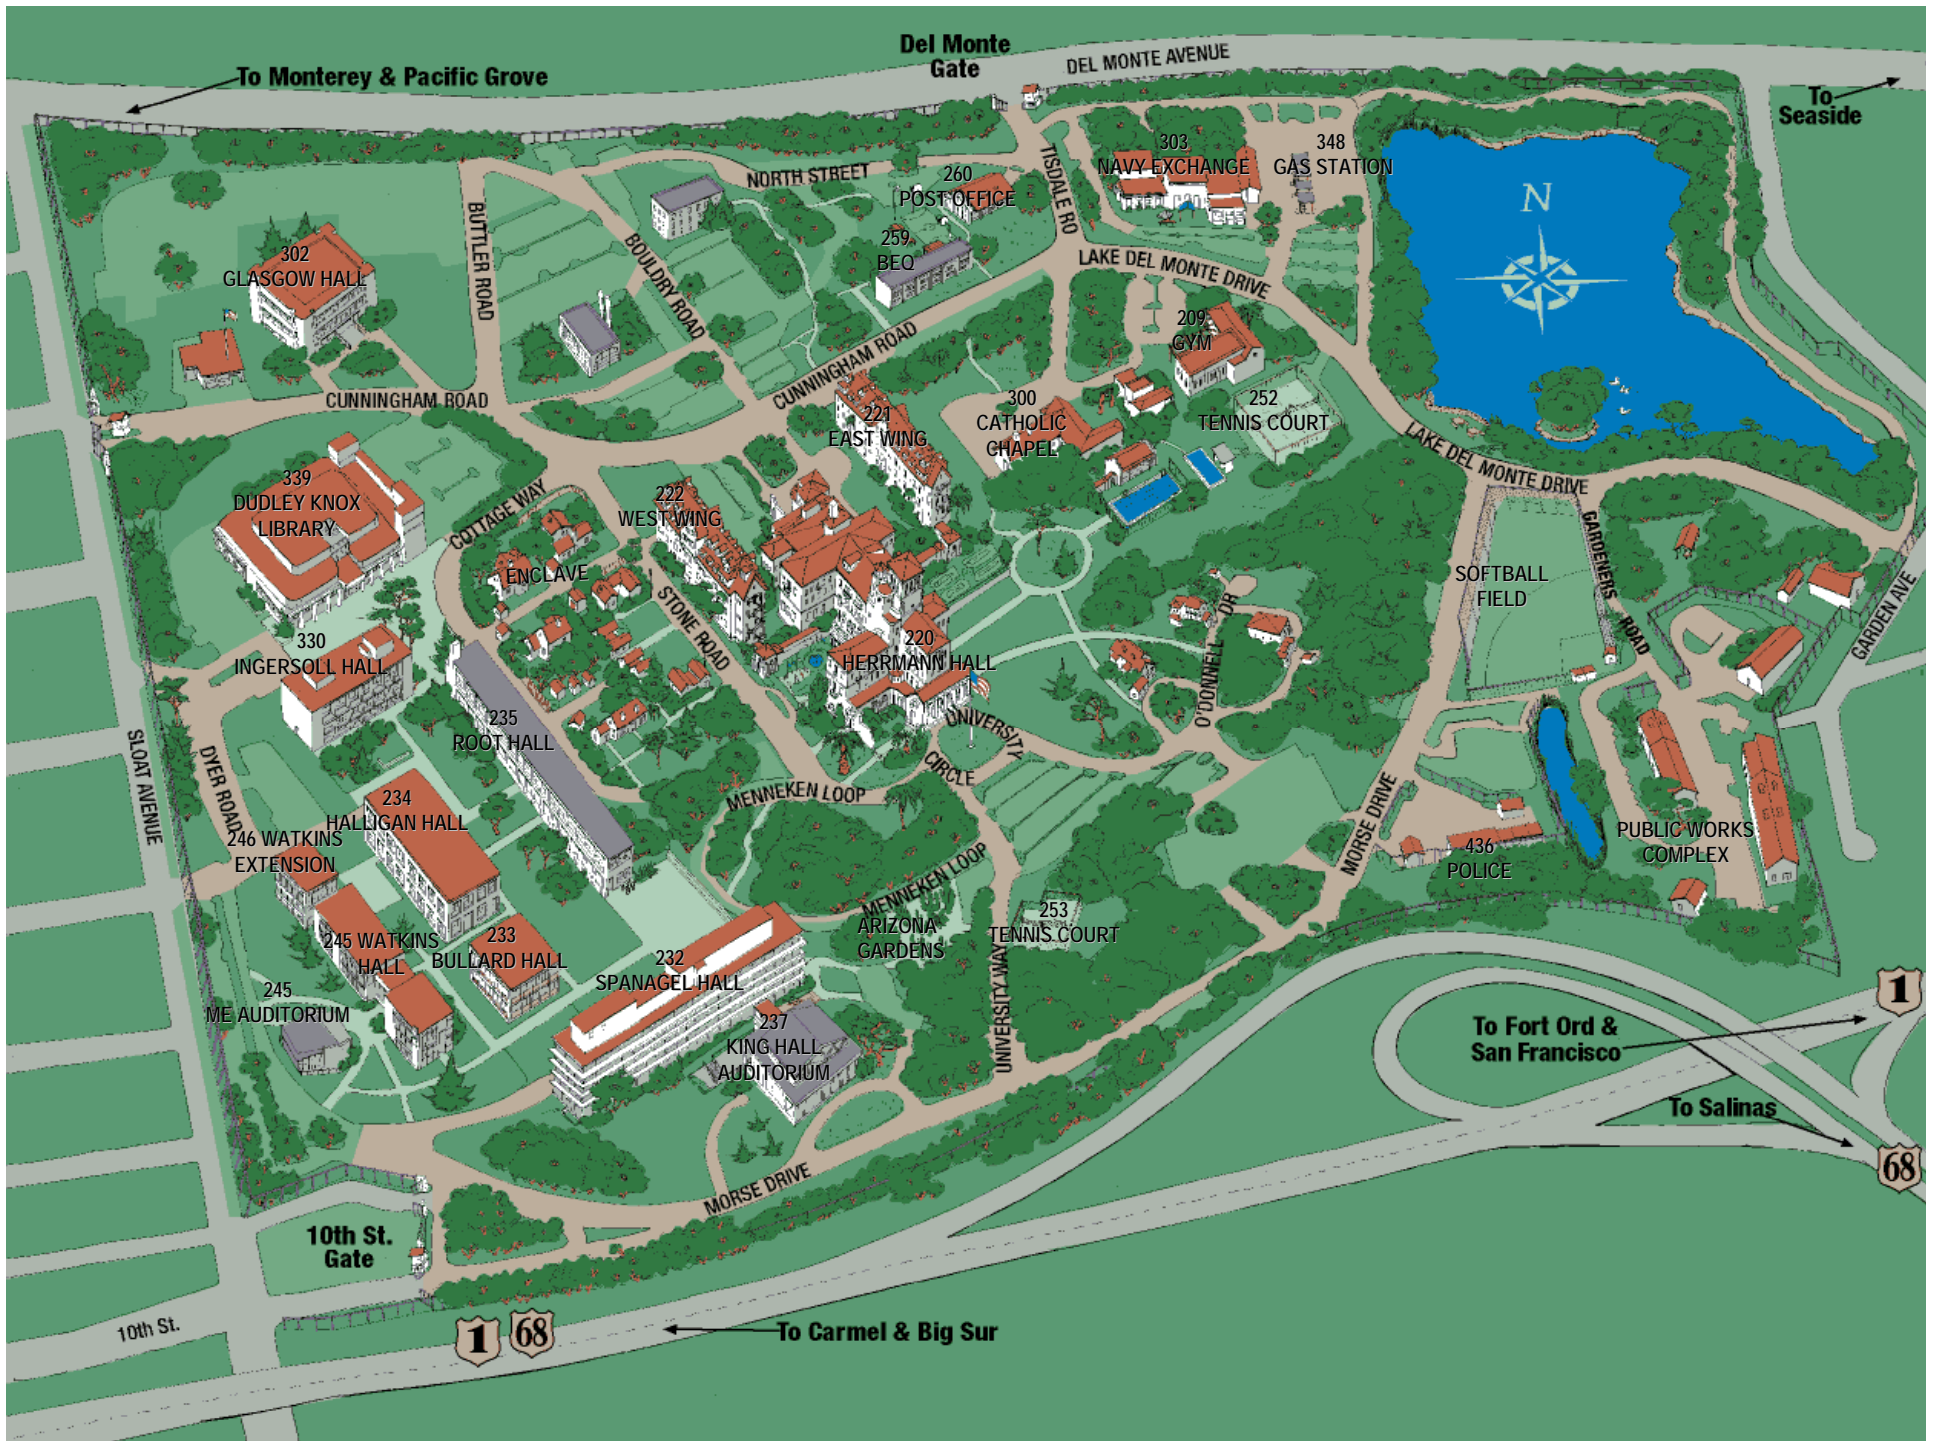 Del Monte
Gate
DEL MONTE AVENUE
To Monterey & Pacific Grove
To
Seaside
303
NAVY EXCHANGE
348
GAS STATION
NORTH STREET
260
POST OFFICE
TISDALE RD
N
BUTTLER ROAD
BOULDRY ROAD
259
BEQ
302
GLASGOW HALL
LAKE DEL MONTE DRIVE
209
GYM
CUNNINGHAM ROAD
CUNNINGHAM ROAD
221
EAST WING
300
CATHOLIC
CHAPEL
252
TENNIS COURT
LAKE DEL MONTE DRIVE
339
DUDLEY KNOX
LIBRARY
COTTAGE WAY
222
WEST WING
ENCLAVE
STONE ROAD
SOFTBALL
FIELD
GARDENERS
ROAD
GARDEN AVE
330
INGERSOLL HALL
220
HERRMANN HALL
O'DONNELL DR
235
ROOT HALL
UNIVERSITY
CIRCLE
SLOAT AVENUE
DYER ROAD
234
HALLIGAN HALL
MENNEKEN LOOP
MORSE DRIVE
246 WATKINS
EXTENSION
436
POLICE
PUBLIC WORKS
COMPLEX
MENNEKEN LOOP
ARIZONA
GARDENS
253
TENNIS COURT
245 WATKINS
HALL
233
BULLARD HALL
232
SPANAGEL HALL
245
ME AUDITORIUM
237
KING HALL
AUDITORIUM
UNIVERSITY WAY
1
To Fort Ord &
San Francisco
To Salinas
68
MORSE DRIVE
10th St.
Gate
10th St.
1
68
To Carmel & Big Sur